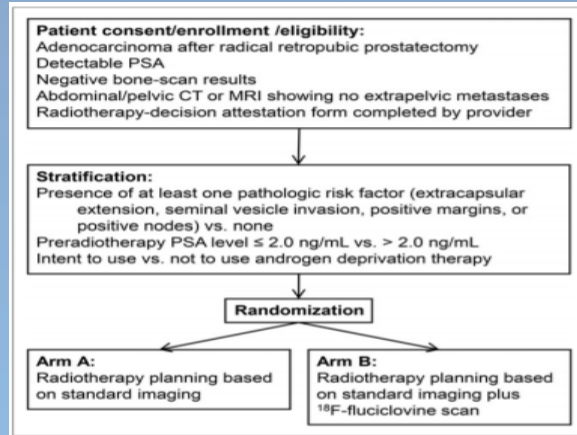 Patient consent/enrollment /eligibility:
Adenocarcinoma after radical retropubic prostatectomy
Detectable PSA
Negative bone-scan results
Abdominal/pelvic CT or MRI showing no extrapelvic metastases
Radiotherapy-decision attestation form completed by provider
Stratification:
Presence of at least one pathologic risk factor (extracapsular
extension, seminal vesicle invasion, positive margins, or
positive nodes) vs. none
Preradiotherapy PSA level ≤ 2.0 ng/mL vs. > 2.0 ng/mL
Intent to use vs. not to use androgen deprivation therapy
Randomization
Arm A:
Radiotherapy planning based
on standard imaging
Arm B:
Radiotherapy planning based
on standard imaging plus
¹⁸F-fluciclovine scan